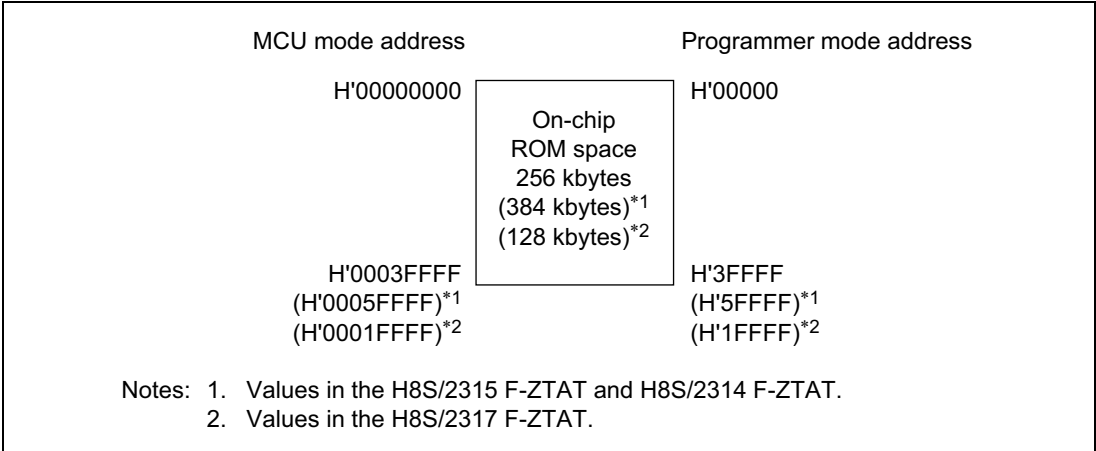 MCU mode address Programmer mode address
H'00000000 H'00000
On-chip
ROM space
256 kbytes
(384 kbytes)*1
(128 kbytes)*2
H'0003FFFF H'3FFFF
(H'0005FFFF)*1 (H'5FFFF)*1
(H'0001FFFF)*2 (H'1FFFF)*2
Notes: 1. Values in the H8S/2315 F-ZTAT and H8S/2314 F-ZTAT.
2. Values in the H8S/2317 F-ZTAT.